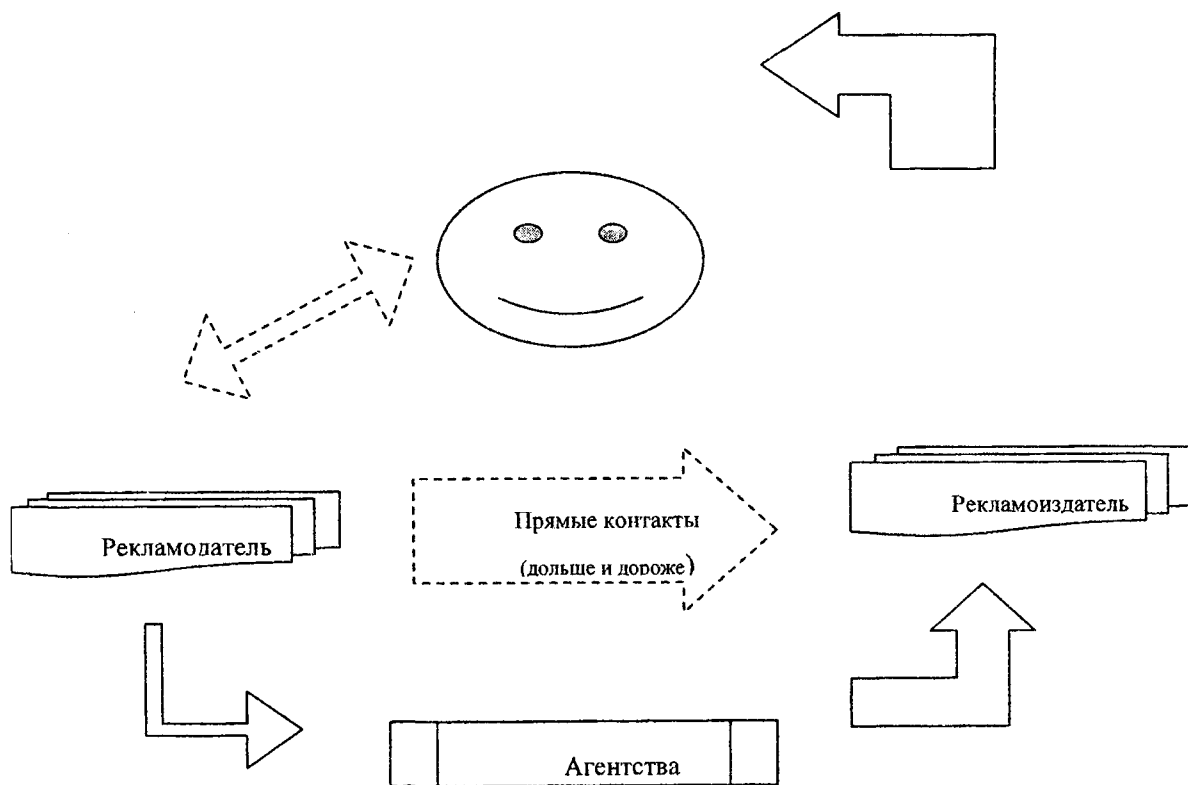 Прямые контакты
Рекламоиздатель
Рекламодатель
(дольше и дороже)
Агентства